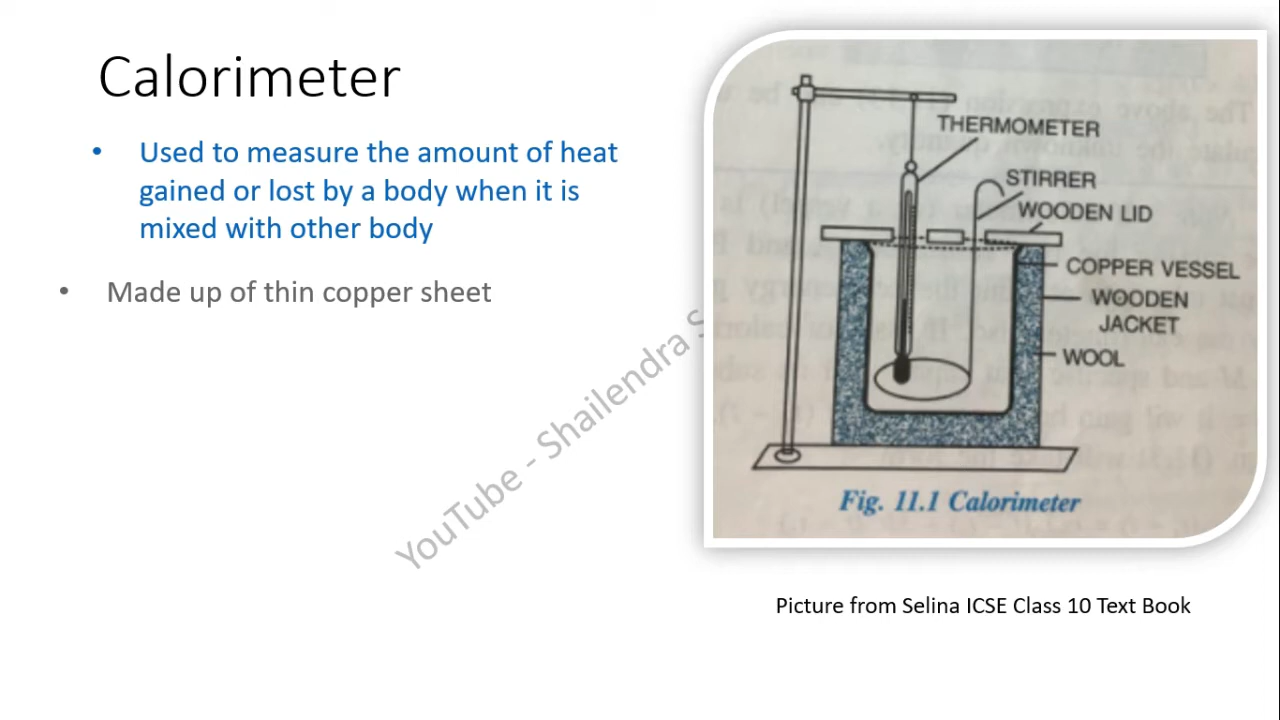 Calorimeter
• Used to measure the amount of heat
gained or lost by a body when it is
mixed with other body
• Made up of thin copper sheet
YouTube - Shailendra S
THERMOMETER
STIRRER
WOODEN LID
COPPER VESSEL
WOODEN
JACKET
WOOL
Fig. 11.1 Calorimeter
Picture from Selina ICSE Class 10 Text Book